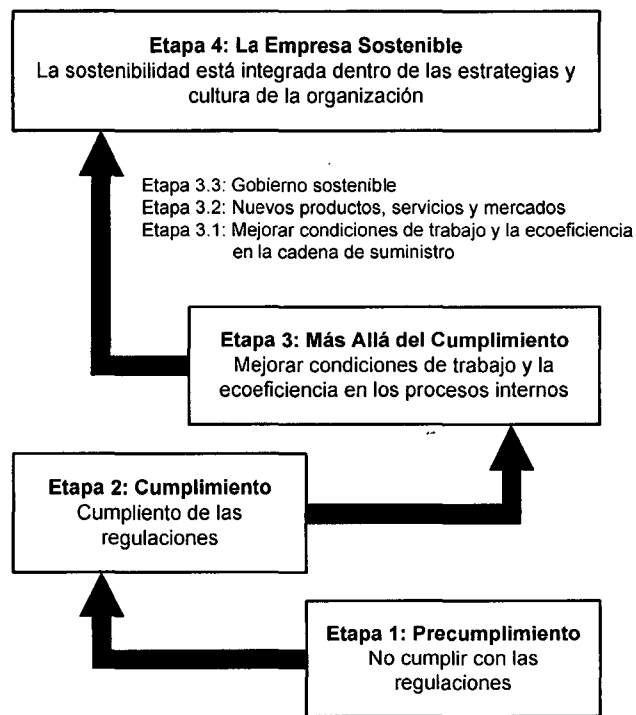 Etapa 4: La Empresa Sostenible
La sostenibilidad está integrada dentro de las estrategias y
cultura de la organización
Etapa 3.3: Gobierno sostenible
Etapa 3.2: Nuevos productos, servicios y mercados
Etapa 3.1: Mejorar condiciones de trabajo y la ecoeficiencia
en la cadena de suministro
Etapa 3: Más Allá del Cumplimiento
Mejorar condiciones de trabajo y la
ecoeficiencia en los procesos internos
Etapa 2: Cumplimiento
Cumpliento de las
regulaciones
Etapa 1: Precumplimiento
No cumplir con las
regulaciones